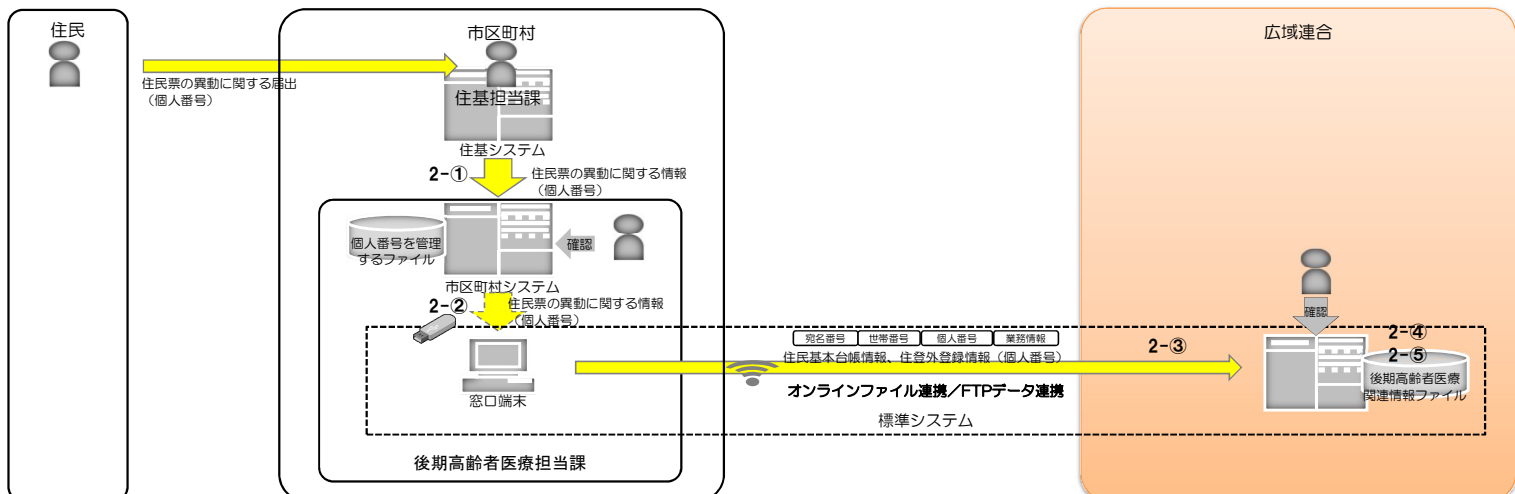 住民
市区町村
広域連合
住民票の異動に関する届出
（個人番号）
住基担当課
住基システム
2-①
住民票の異動に関する情報
（個人番号）
個人番号を管理
するファイル
確認
市区町村システム
2-②
住民票の異動に関する情報
（個人番号）
窓口端末
宛名番号
世帯番号
個人番号
業務情報
住民基本台帳情報、住登外登録情報（個人番号）
2-③
オンラインファイル連携／FTPデータ連携
標準システム
確認
2-④
2-⑤
後期高齢者医療
関連情報ファイル
後期高齢者医療担当課